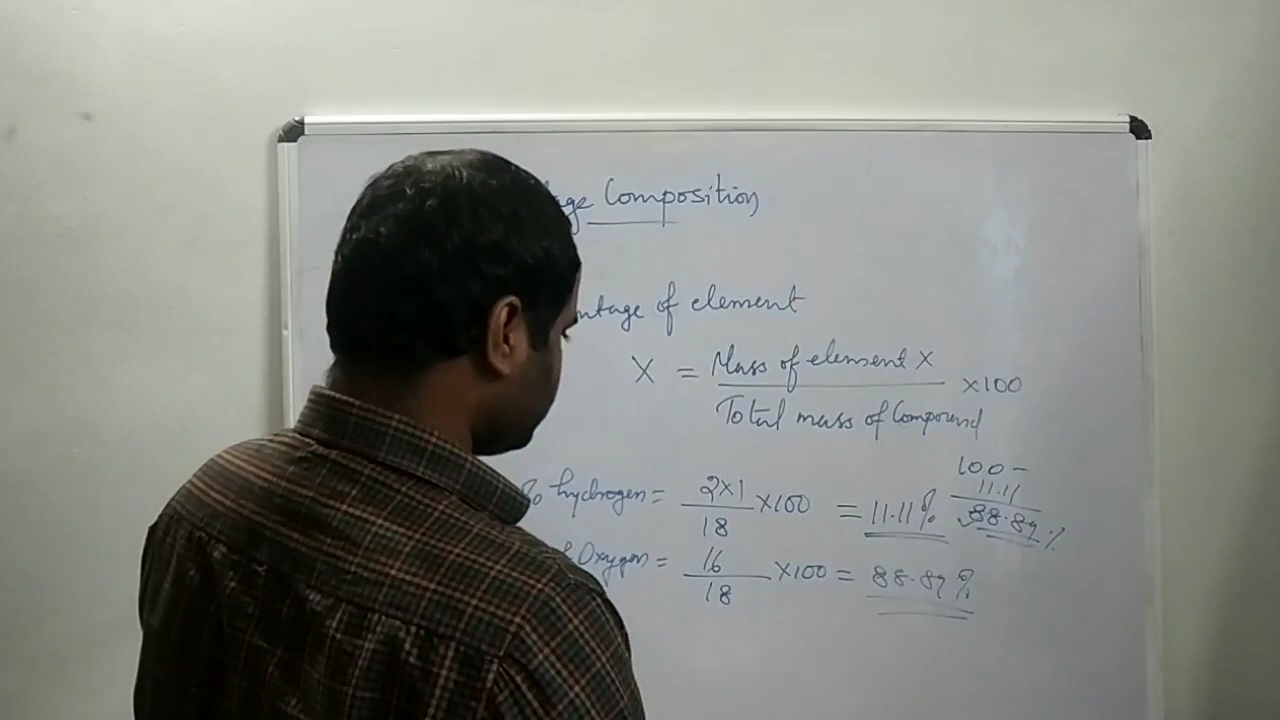 age Composition
ntage of element
X = Mass of element X ×100
Total mass of Compound
% hydrogen = 2×1 ×100 = 11.11%
18
100 -
11.11
88.89%
Oxygen = 16 ×100 = 88.89%
18